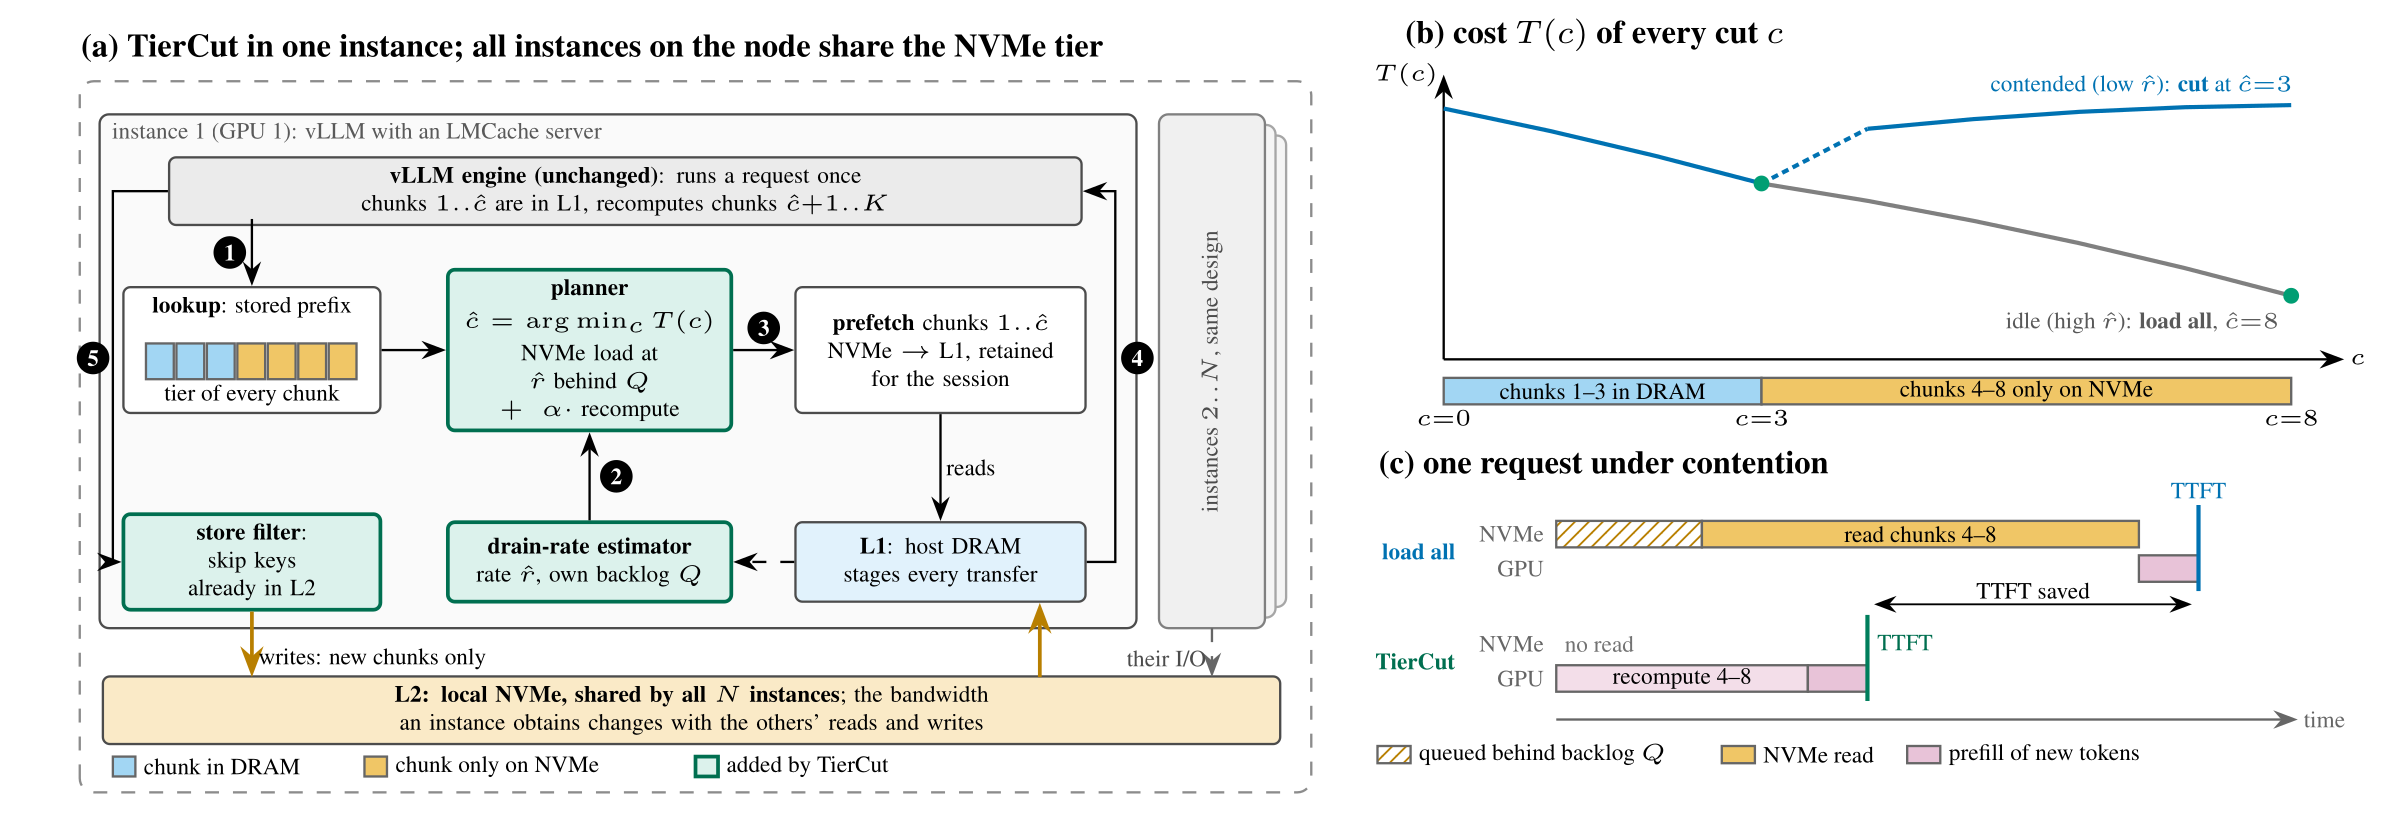 (a) TierCut in one instance; all instances on the node share the NVMe tier
instance 1 (GPU 1): vLLM with an LMCache server
vLLM engine (unchanged): runs a request once
chunks 1..ĉ are in L1, recomputes chunks ĉ+1..K
1
lookup: stored prefix
tier of every chunk
planner
ĉ = arg min_c T(c)
NVMe load at
r̂ behind Q
+ α· recompute
3
prefetch chunks 1..ĉ
NVMe → L1, retained
for the session
5
4
2
reads
store filter:
skip keys
already in L2
drain-rate estimator
rate r̂, own backlog Q
L1: host DRAM
stages every transfer
instances 2...N, same design
writes: new chunks only
their I/O
L2: local NVMe, shared by all N instances; the bandwidth
an instance obtains changes with the others' reads and writes
chunk in DRAM
chunk only on NVMe
added by TierCut
(b) cost T(c) of every cut c
T(c)
contended (low r̂): cut at ĉ=3
idle (high r̂): load all, ĉ=8
c
chunks 1–3 in DRAM
chunks 4–8 only on NVMe
c=0
c=3
c=8
(c) one request under contention
TTFT
load all
NVMe
read chunks 4–8
GPU
TTFT saved
TierCut
NVMe
no read
TTFT
GPU
recompute 4–8
time
queued behind backlog Q
NVMe read
prefill of new tokens